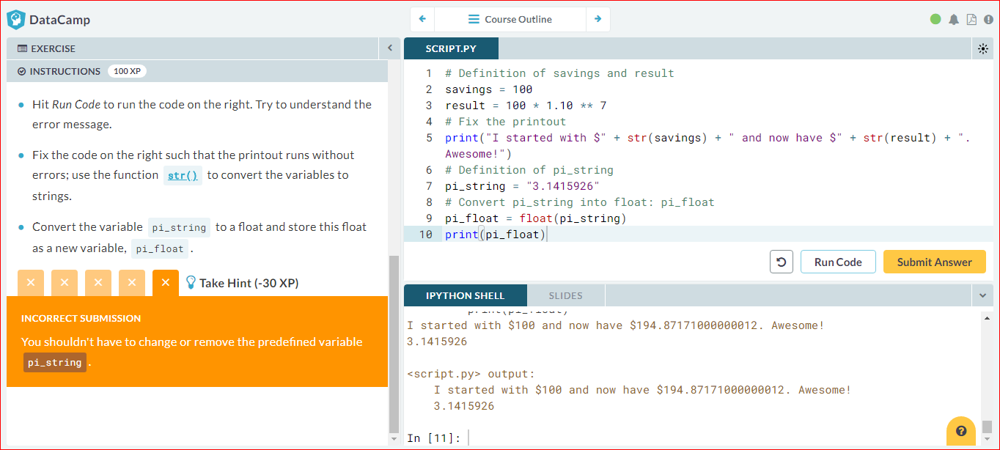 DataCamp
Course Outline
EXERCISE
INSTRUCTIONS 100 XP
Hit Run Code to run the code on the right. Try to understand the
error message.
Fix the code on the right such that the printout runs without
errors; use the function str() to convert the variables to
strings.
Convert the variable pi_string to a float and store this float
as a new variable, pi_float .
Take Hint (-30 XP)
INCORRECT SUBMISSION
You shouldn't have to change or remove the predefined variable
pi_string .
SCRIPT.PY
1 # Definition of savings and result
2 savings = 100
3 result = 100 * 1.10 ** 7
4 # Fix the printout
5 print("I started with $" + str(savings) + " and now have $" + str(result) + ".
Awesome!")
6 # Definition of pi_string
7 pi_string = "3.1415926"
8 # Convert pi_string into float: pi_float
9 pi_float = float(pi_string)
10 print(pi_float)
Run Code
Submit Answer
IPYTHON SHELL
SLIDES
print(pi_float)
I started with $100 and now have $194.87171000000012. Awesome!
3.1415926
<script.py> output:
I started with $100 and now have $194.87171000000012. Awesome!
3.1415926
In [11]: